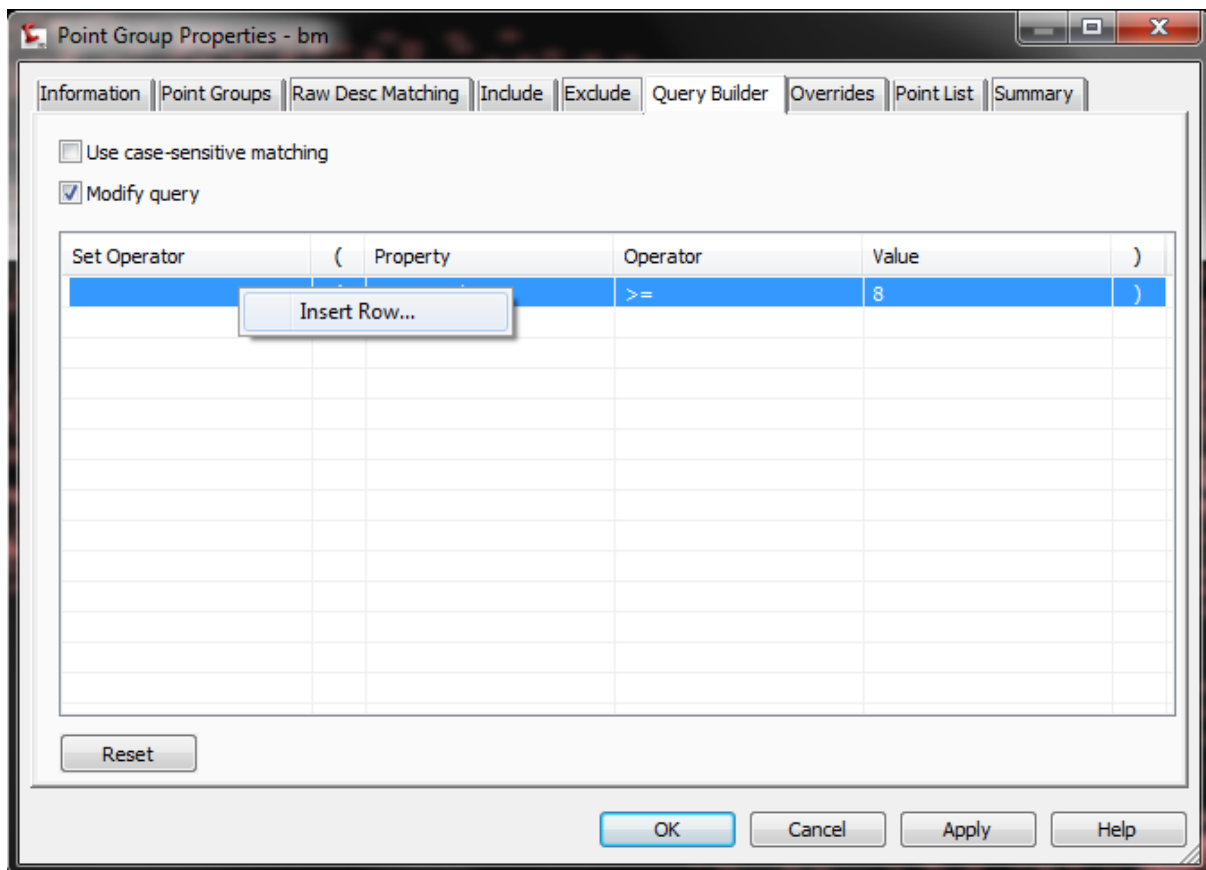 Point Group Properties - bm
Information Point Groups Raw Desc Matching Include Exclude Query Builder Overrides Point List Summary
Use case-sensitive matching
Modify query
Set Operator ( Property Operator Value )
>= 8 )
Insert Row...
Reset
OK Cancel Apply Help